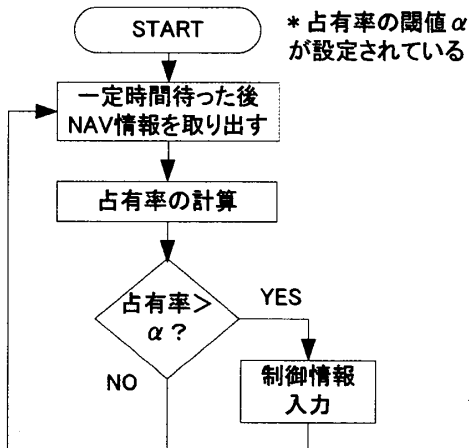 START
* 占有率の閾値α
が設定されている
一定時間待った後
NAV情報を取り出す
占有率の計算
占有率>
α?
YES
NO
制御情報
入力